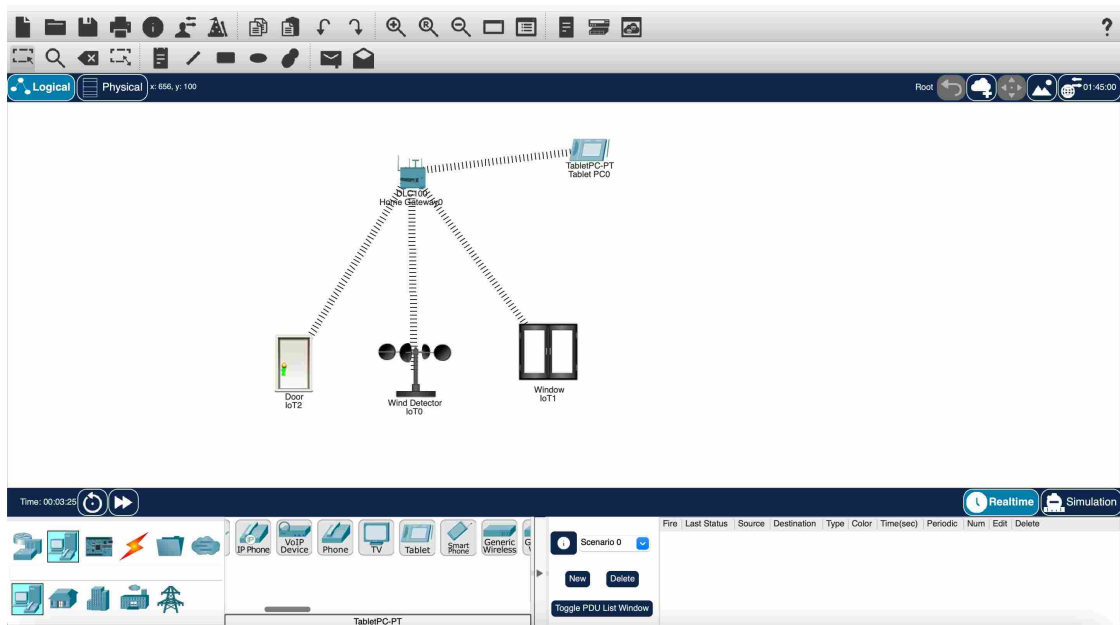 ?
Logical Physical x: 656, y: 100 Root 01:45:00
TabletPC-PT
Tablet PC0
DLC100
Home Gateway0
Door
IoT2
Wind Detector
IoT0
Window
IoT1
Time: 00:03:25 Realtime Simulation
Fire Last Status Source Destination Type Color Time(sec) Periodic Num Edit Delete
IP Phone VoIP Device Phone TV Tablet Smart Phone Generic Wireless
Scenario 0
New Delete
Toggle PDU List Window
TabletPC-PT